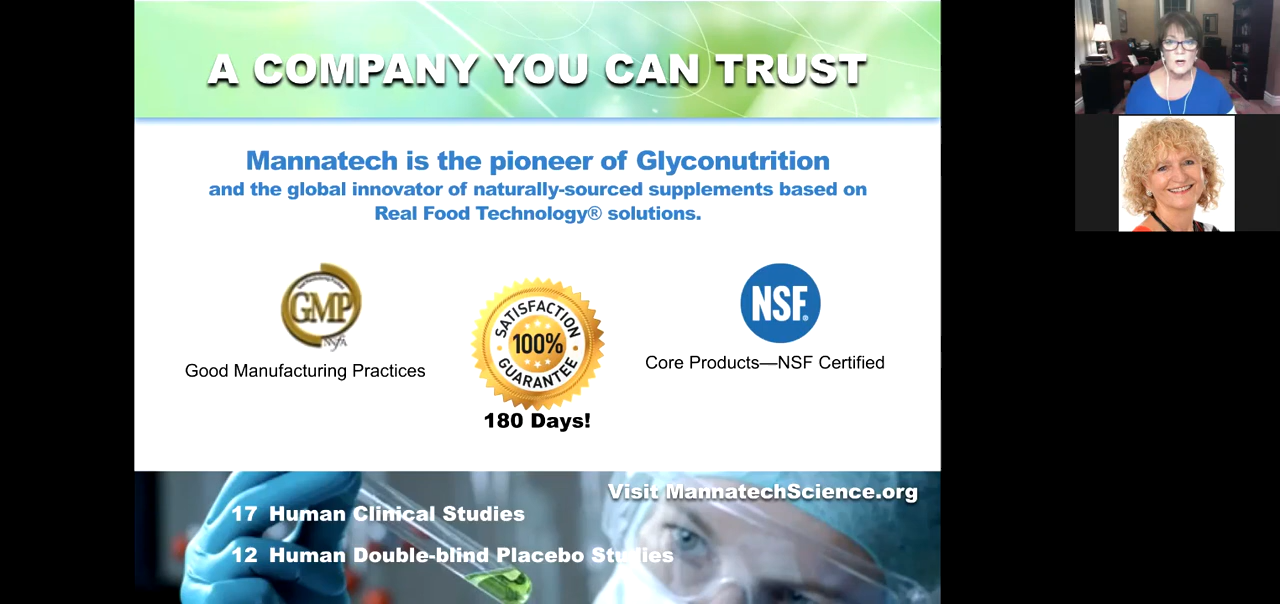 A COMPANY YOU CAN TRUST
Mannatech is the pioneer of Glyconutrition
and the global innovator of naturally-sourced supplements based on
Real Food Technology® solutions.
GMP
Good Manufacturing Practices
SATISFACTION
100%
GUARANTEE
180 Days!
NSF®
Core Products—NSF Certified
Visit MannatechScience.org
17 Human Clinical Studies
12 Human Double-blind Placebo Studies